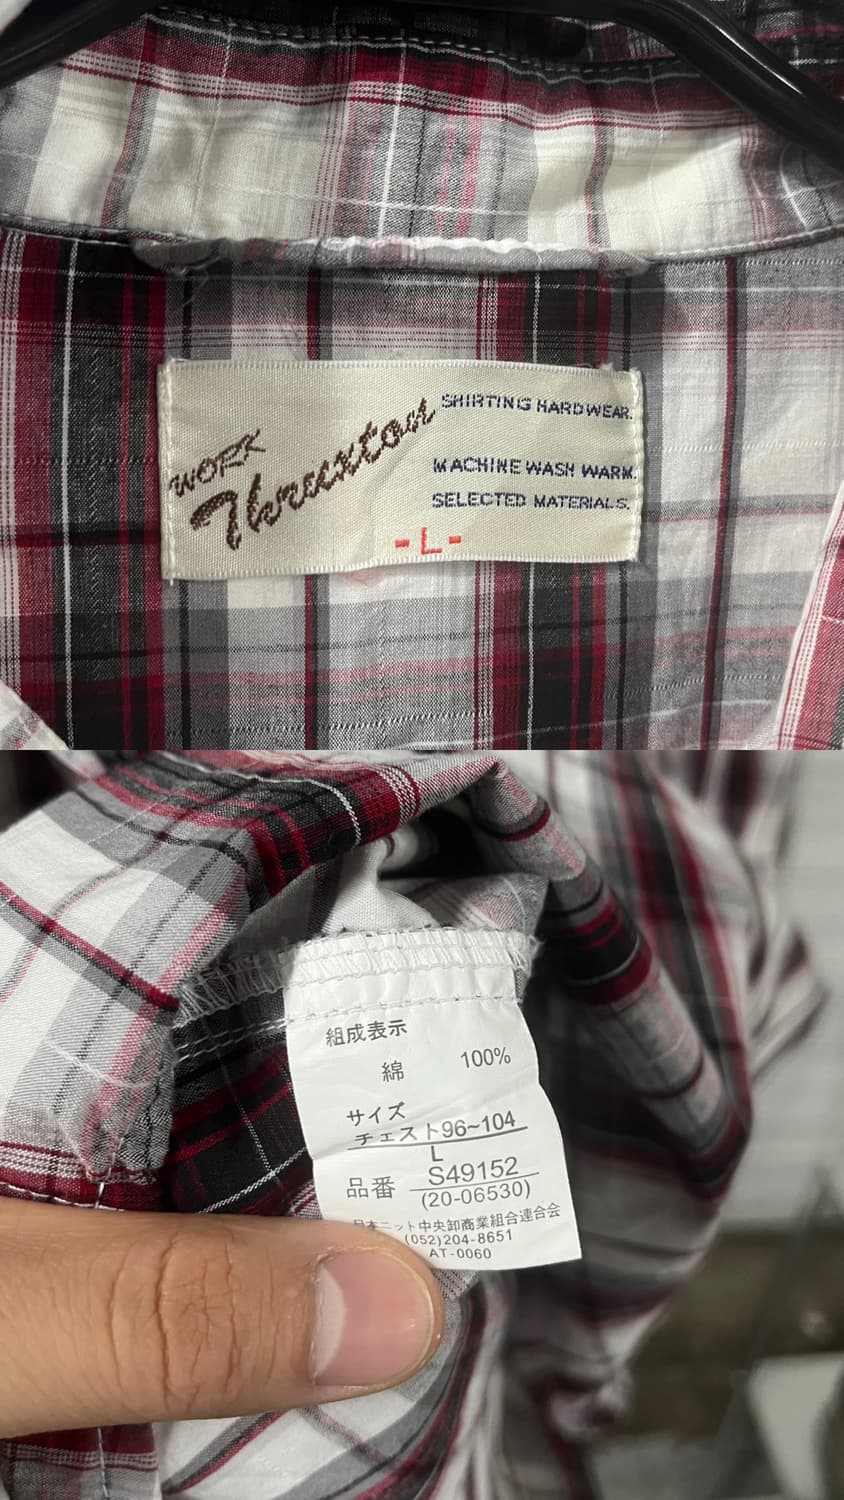 WORK
Thruxton
SHIRTING HARDWEAR.
MACHINE WASH WARM.
SELECTED MATERIALS.
-L-
組成表示
綿 100%
サイズ
チェスト96~104
L
品番 S49152
(20-06530)
日本ニット中央卸商業組合連合会
(052)204-8651
AT-0060